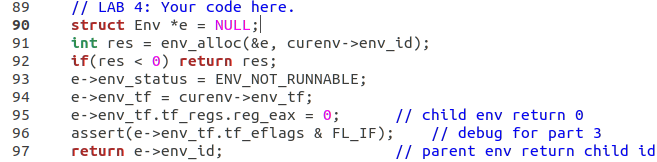 89 // LAB 4: Your code here.
90 struct Env *e = NULL;
91 int res = env_alloc(&e, curenv->env_id);
92 if(res < 0) return res;
93 e->env_status = ENV_NOT_RUNNABLE;
94 e->env_tf = curenv->env_tf;
95 e->env_tf.tf_regs.reg_eax = 0; // child env return 0
96 assert(e->env_tf.tf_eflags & FL_IF); // debug for part 3
97 return e->env_id; // parent env return child id